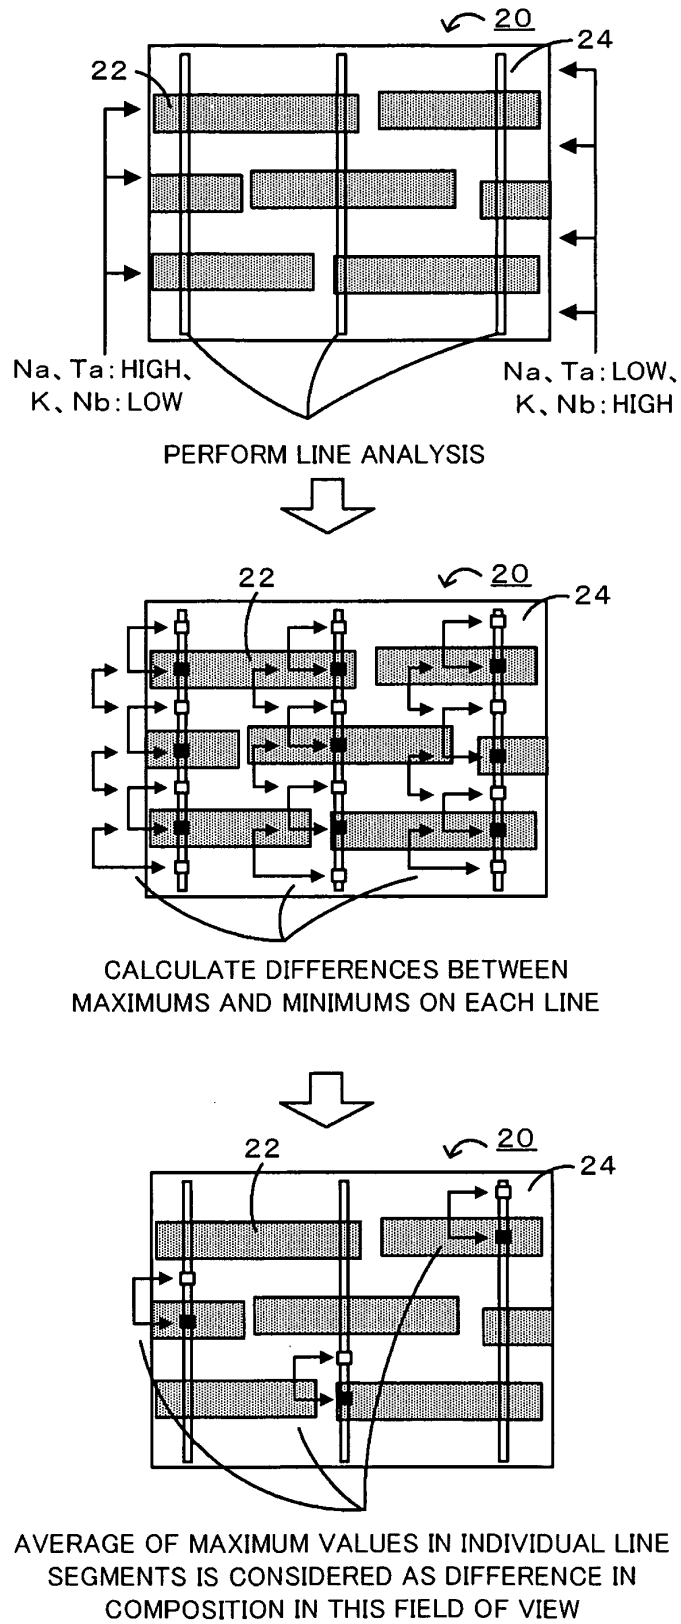 20
22
24
Na、Ta:HIGH、
K、Nb:LOW
Na、Ta:LOW、
K、Nb:HIGH
PERFORM LINE ANALYSIS
22
20
24
CALCULATE DIFFERENCES BETWEEN
MAXIMUMS AND MINIMUMS ON EACH LINE
22
20
24
AVERAGE OF MAXIMUM VALUES IN INDIVIDUAL LINE
SEGMENTS IS CONSIDERED AS DIFFERENCE IN
COMPOSITION IN THIS FIELD OF VIEW